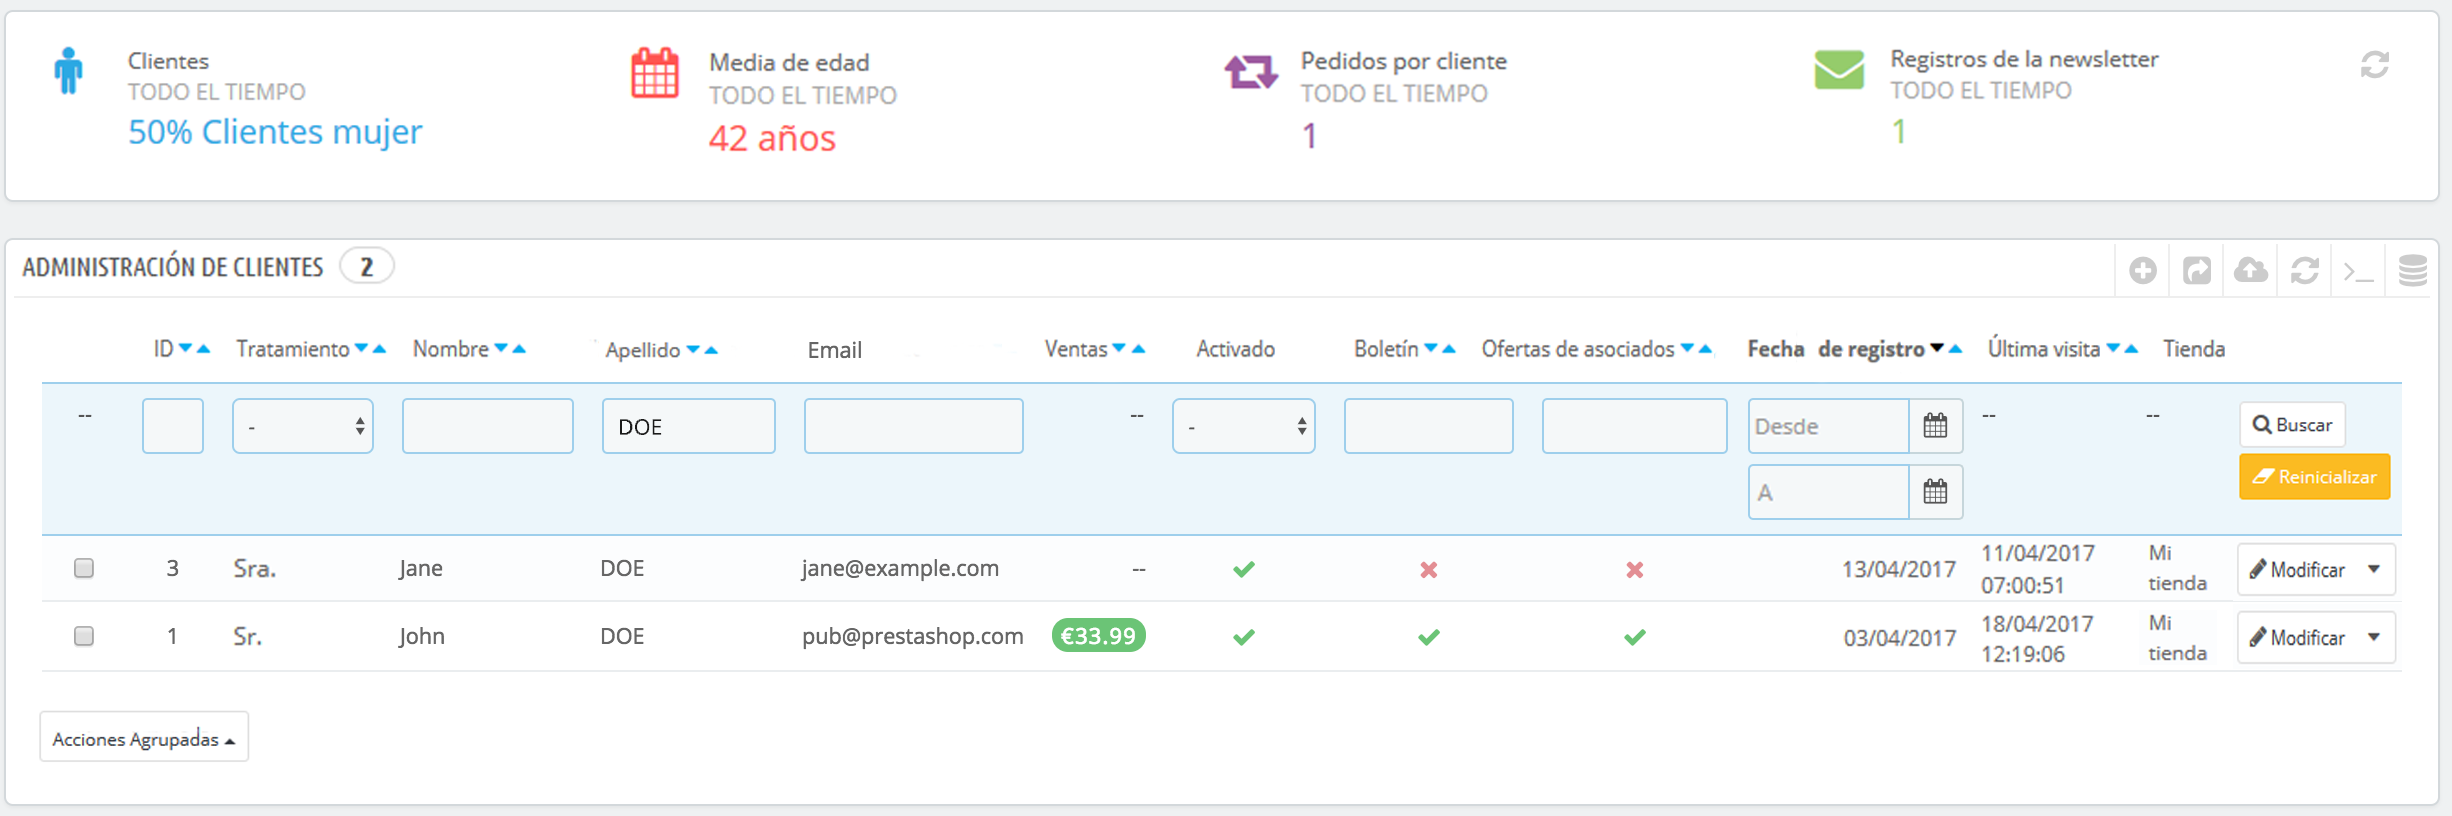 Clientes
TODO EL TIEMPO
50% Clientes mujer
Media de edad
TODO EL TIEMPO
42 años
Pedidos por cliente
TODO EL TIEMPO
1
Registros de la newsletter
TODO EL TIEMPO
1
ADMINISTRACIÓN DE CLIENTES 2
ID Tratamiento Nombre Apellido Email Ventas Activado Boletín Ofertas de asociados Fecha de registro Última visita Tienda
-- - DOE -- - Desde -- -- Buscar
A Reinicializar
3 Sra. Jane DOE jane@example.com -- 13/04/2017 11/04/2017 07:00:51 Mi tienda Modificar
1 Sr. John DOE pub@prestashop.com €33.99 03/04/2017 18/04/2017 12:19:06 Mi tienda Modificar
Acciones Agrupadas